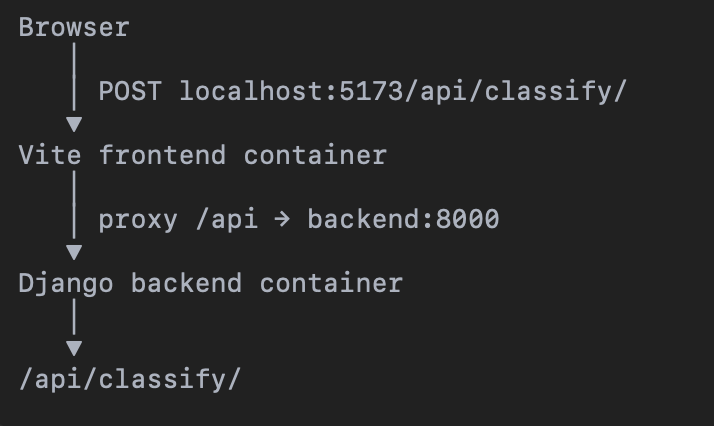 Browser
POST localhost:5173/api/classify/
Vite frontend container
proxy /api → backend:8000
Django backend container
/api/classify/